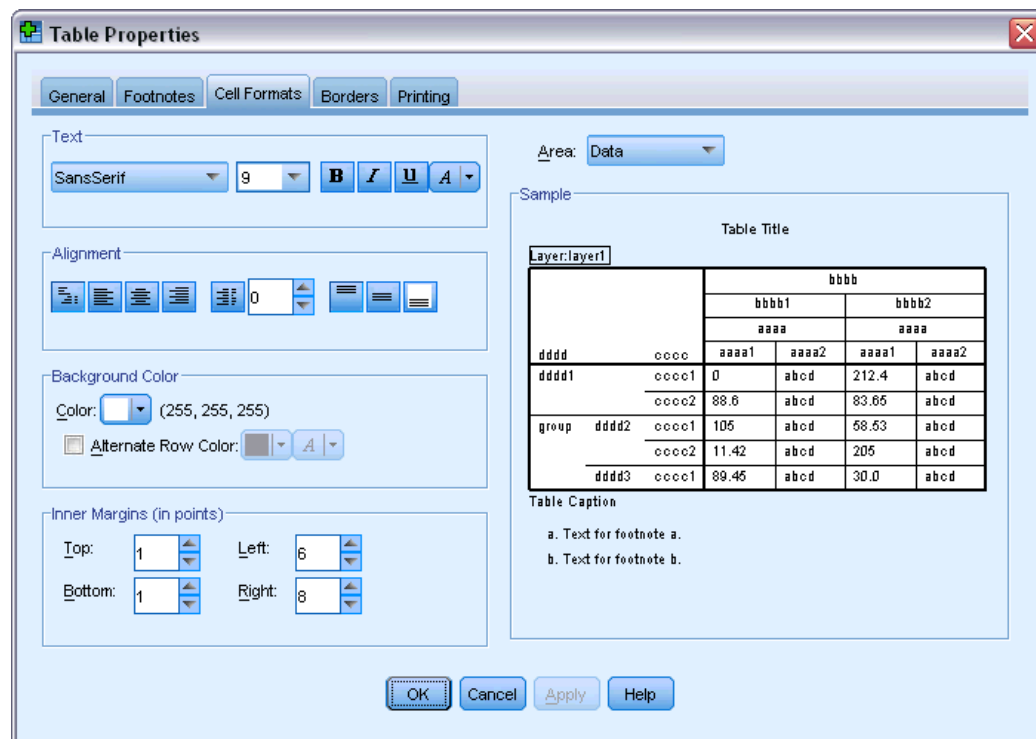 Table Properties
General Footnotes Cell Formats Borders Printing
Text
SansSerif 9 B I U A
Alignment
0
Background Color
Color: (255, 255, 255)
Alternate Row Color: A
Inner Margins (in points)
Top: 1 Left: 6
Bottom: 1 Right: 8
Area: Data
Sample
Table Title
Layer:layer1
bbbb
bbbb1 bbbb2
aaaa aaaa
dddd cccc aaaa1 aaaa2 aaaa1 aaaa2
dddd1 cccc1 0 abcd 212.4 abcd
cccc2 88.6 abcd 83.65 abcd
group dddd2 cccc1 105 abcd 58.53 abcd
cccc2 11.42 abcd 205 abcd
dddd3 cccc1 89.45 abcd 30.0 abcd
Table Caption
a. Text for footnote a.
b. Text for footnote b.
OK Cancel Apply Help